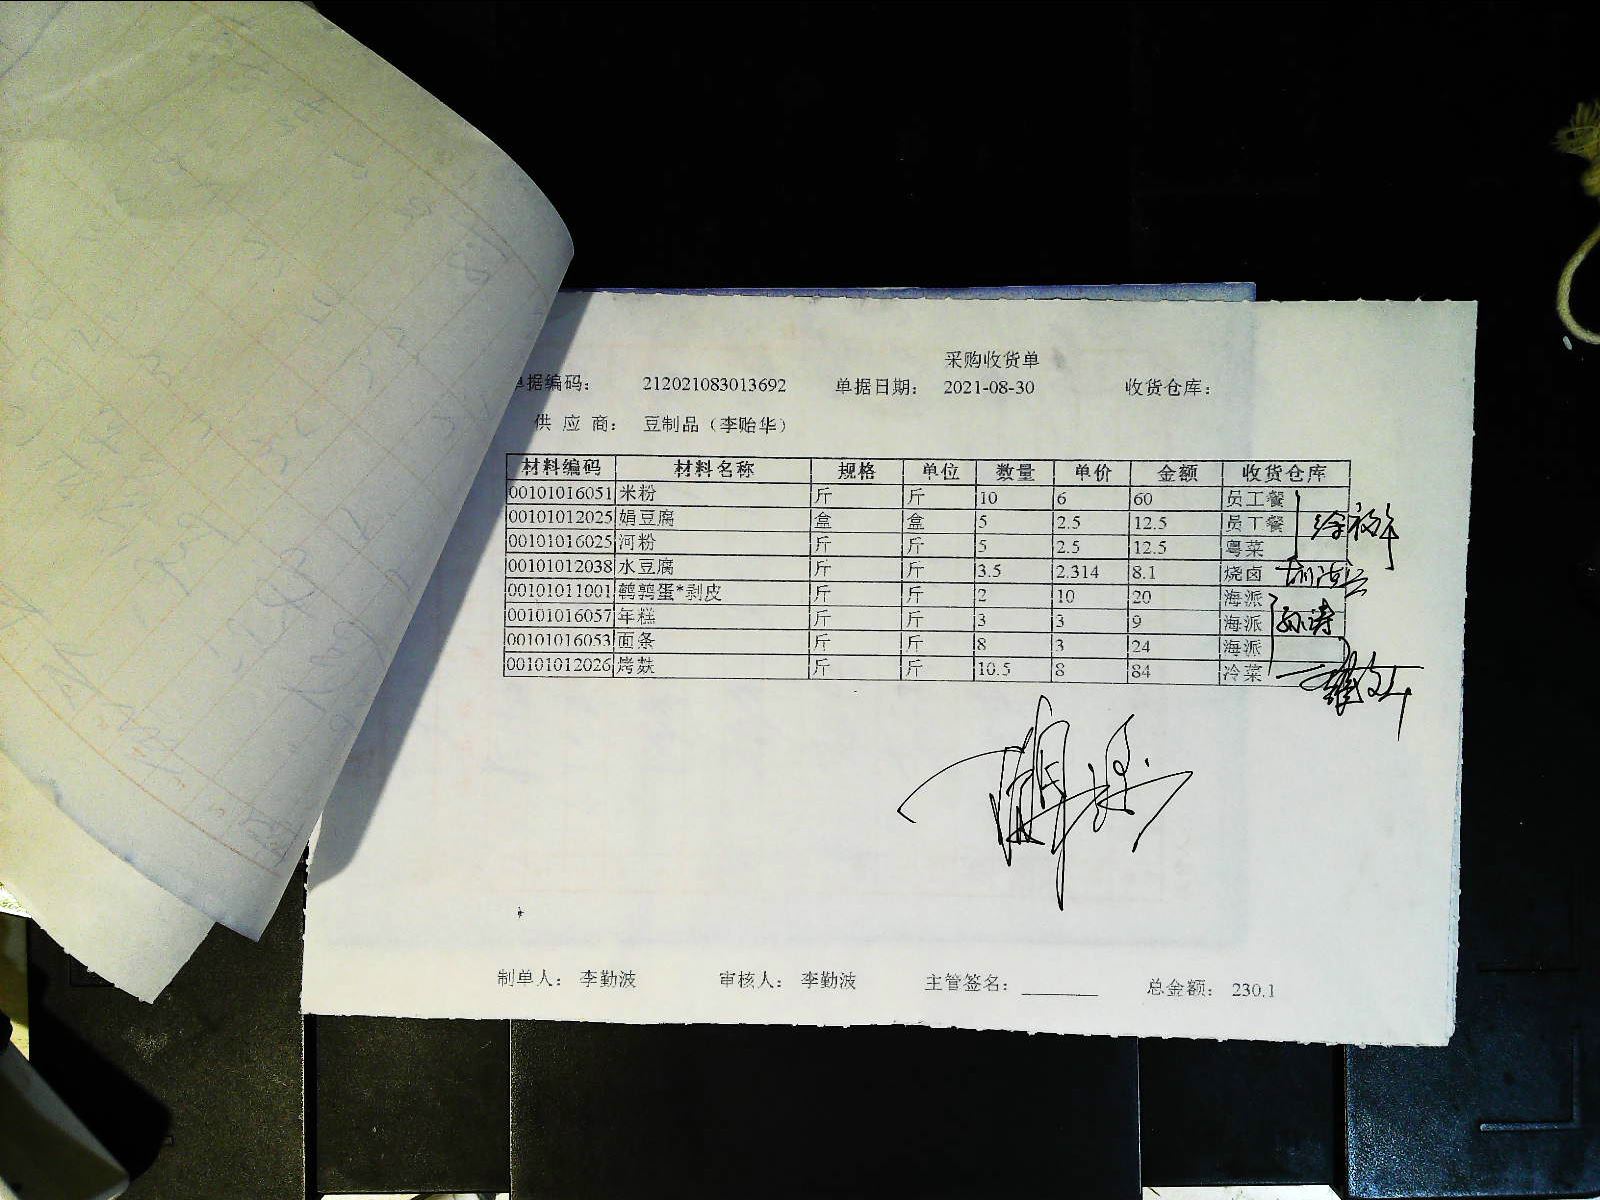 采购收货单
单据编码： 212021083013692 单据日期： 2021-08-30 收货仓库：
供 应 商： 豆制品（李贻华）
材料编码 材料名称 规格 单位 数量 单价 金额 收货仓库
00101016051 米粉 斤 斤 10 6 60 员工餐
00101012025 娟豆腐 盒 盒 5 2.5 12.5 员工餐
00101016025 河粉 斤 斤 5 2.5 12.5 粤菜
00101012038 水豆腐 斤 斤 3.5 2.314 8.1 烧卤
00101011001 鹌鹑蛋*剥皮 斤 斤 2 10 20 海派
00101016057 年糕 斤 斤 3 3 9 海派
孙涛
00101016053 面条 斤 斤 8 3 24 海派
00101012026 烤麸 斤 斤 10.5 8 84 冷菜
制单人： 李勤波 审核人： 李勤波 主管签名： 总金额： 230.1